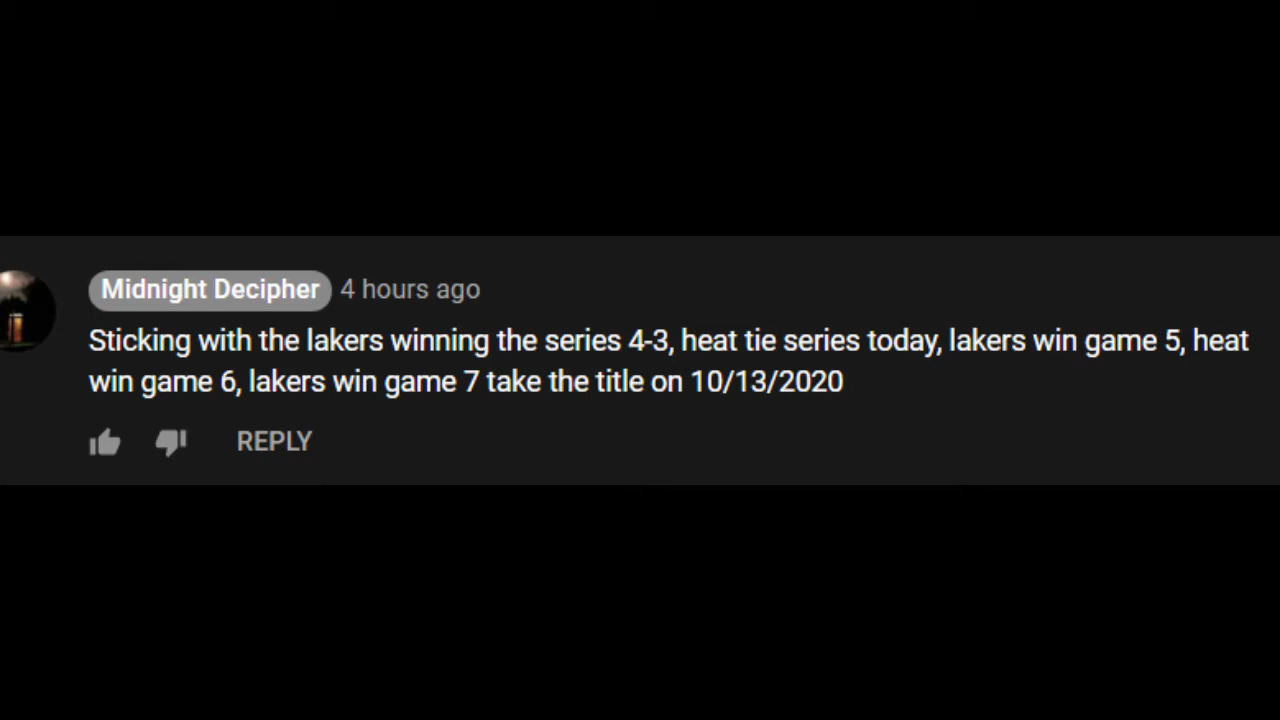 Midnight Decipher 4 hours ago
Sticking with the lakers winning the series 4-3, heat tie series today, lakers win game 5, heat
win game 6, lakers win game 7 take the title on 10/13/2020
REPLY